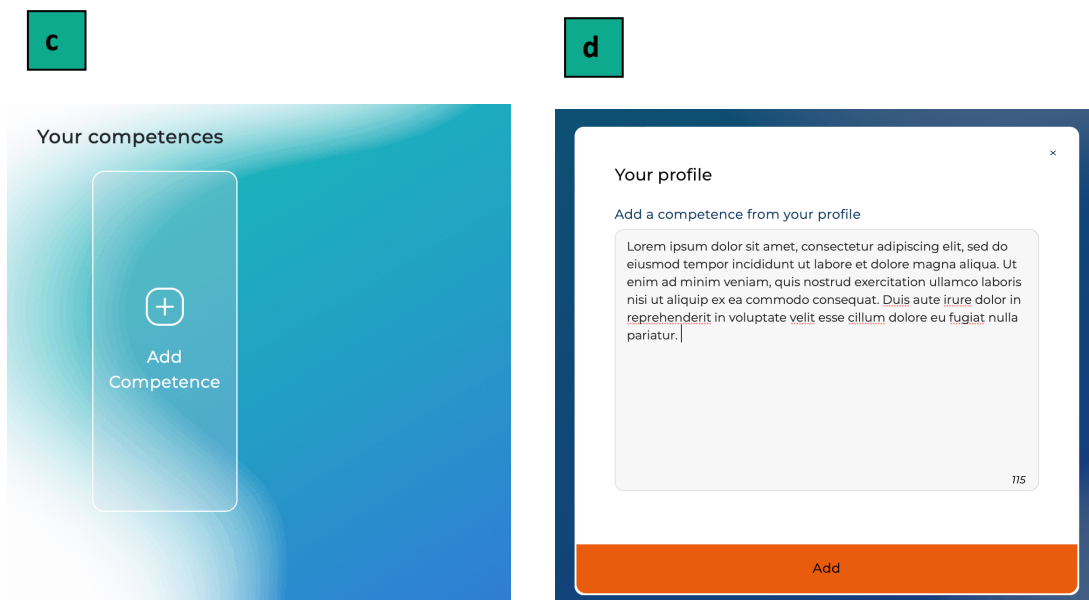 c
Your competences
Add
Competence
d
×
Your profile
Add a competence from your profile
Lorem ipsum dolor sit amet, consectetur adipiscing elit, sed do
eiusmod tempor incididunt ut labore et dolore magna aliqua. Ut
enim ad minim veniam, quis nostrud exercitation ullamco laboris
nisi ut aliquip ex ea commodo consequat. Duis aute irure dolor in
reprehenderit in voluptate velit esse cillum dolore eu fugiat nulla
pariatur.
115
Add